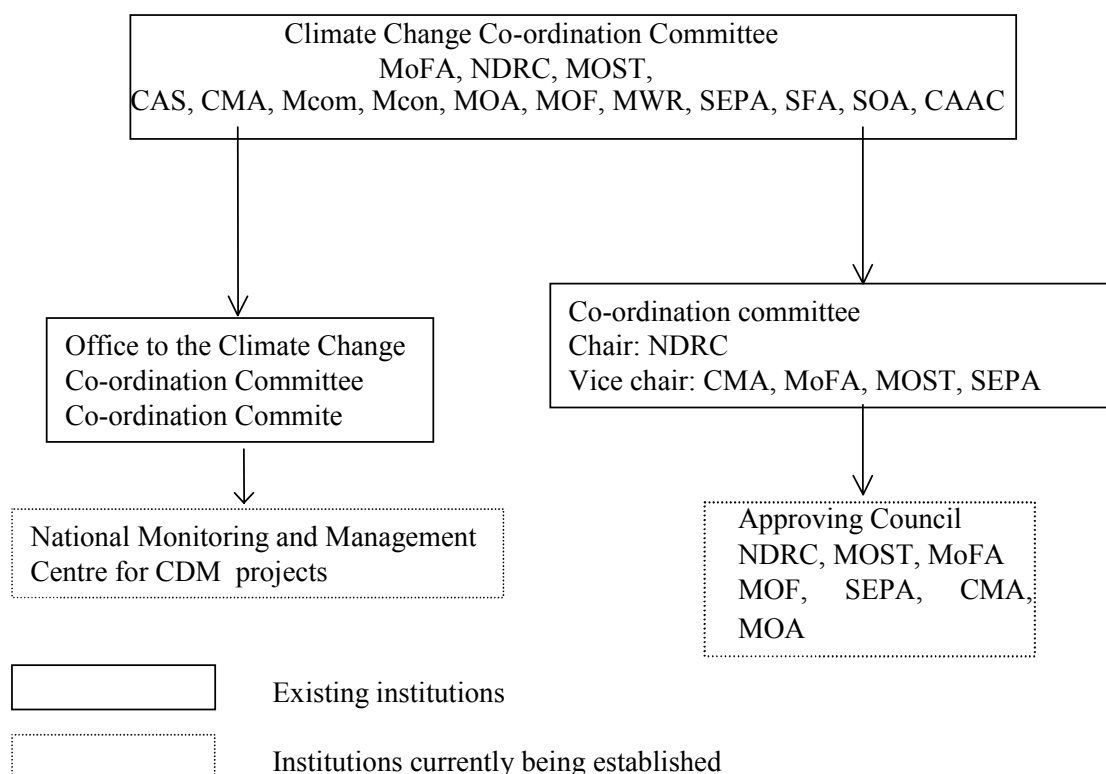 Climate Change Co-ordination Committee
MoFA, NDRC, MOST,
CAS, CMA, Mcom, Mcon, MOA, MOF, MWR, SEPA, SFA, SOA, CAAC
Office to the Climate Change
Co-ordination Committee
Co-ordination Commite
National Monitoring and Management
Centre for CDM projects
Co-ordination committee
Chair: NDRC
Vice chair: CMA, MoFA, MOST, SEPA
Approving Council
NDRC, MOST, MoFA
MOF, SEPA, CMA,
MOA
Existing institutions
Institutions currently being established